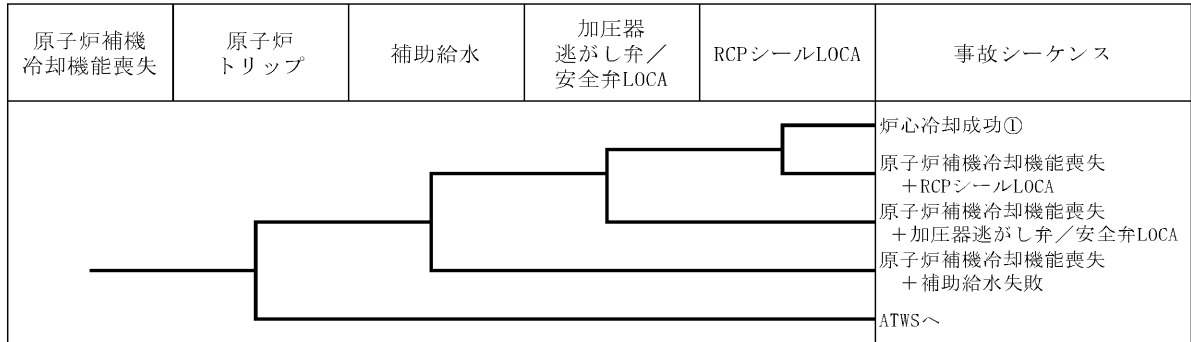 原子炉補機
冷却機能喪失
原子炉
トリップ
補助給水
加圧器
逃がし弁／
安全弁LOCA
RCPシールLOCA
事故シーケンス
炉心冷却成功①
原子炉補機冷却機能喪失
＋RCPシールLOCA
原子炉補機冷却機能喪失
＋加圧器逃がし弁／安全弁LOCA
原子炉補機冷却機能喪失
＋補助給水失敗
ATWSへ